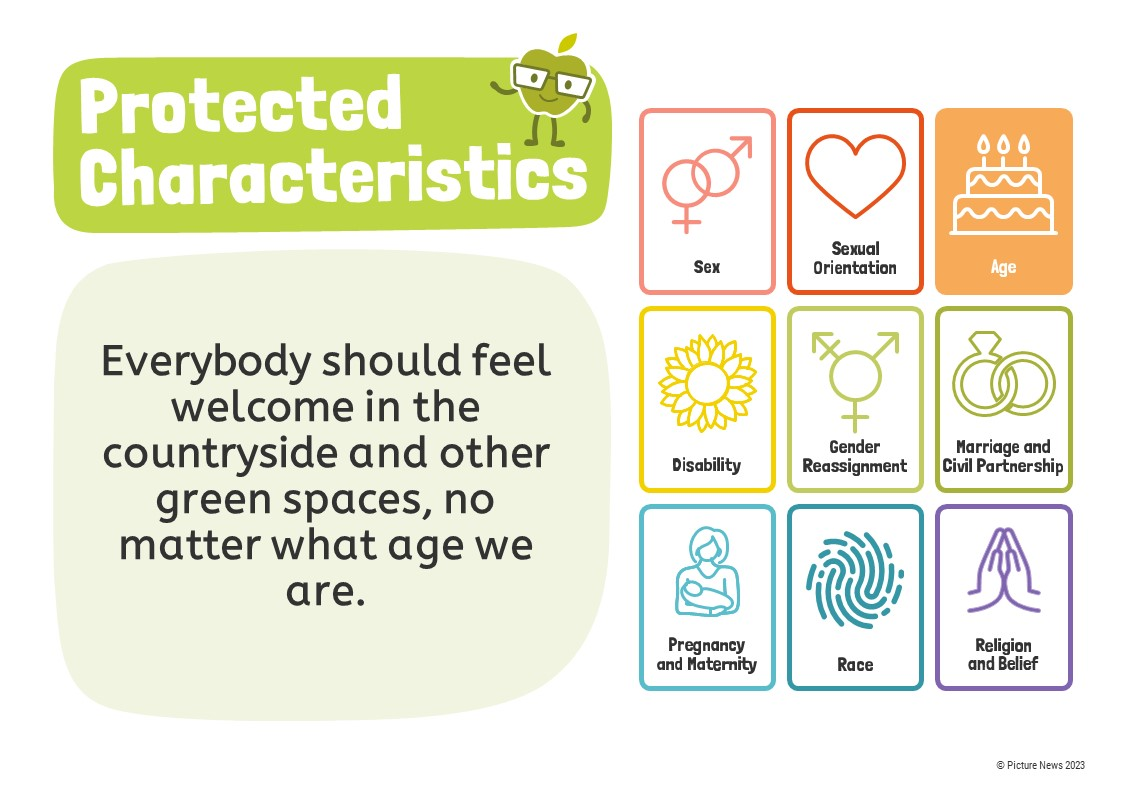 Protected
Characteristics
Everybody should feel
welcome in the
countryside and other
green spaces, no
matter what age we
are.
Sex
Sexual
Orientation
Age
Disability
Gender
Reassignment
Marriage and
Civil Partnership
Pregnancy
and Maternity
Race
Religion
and Belief
© Picture News 2023